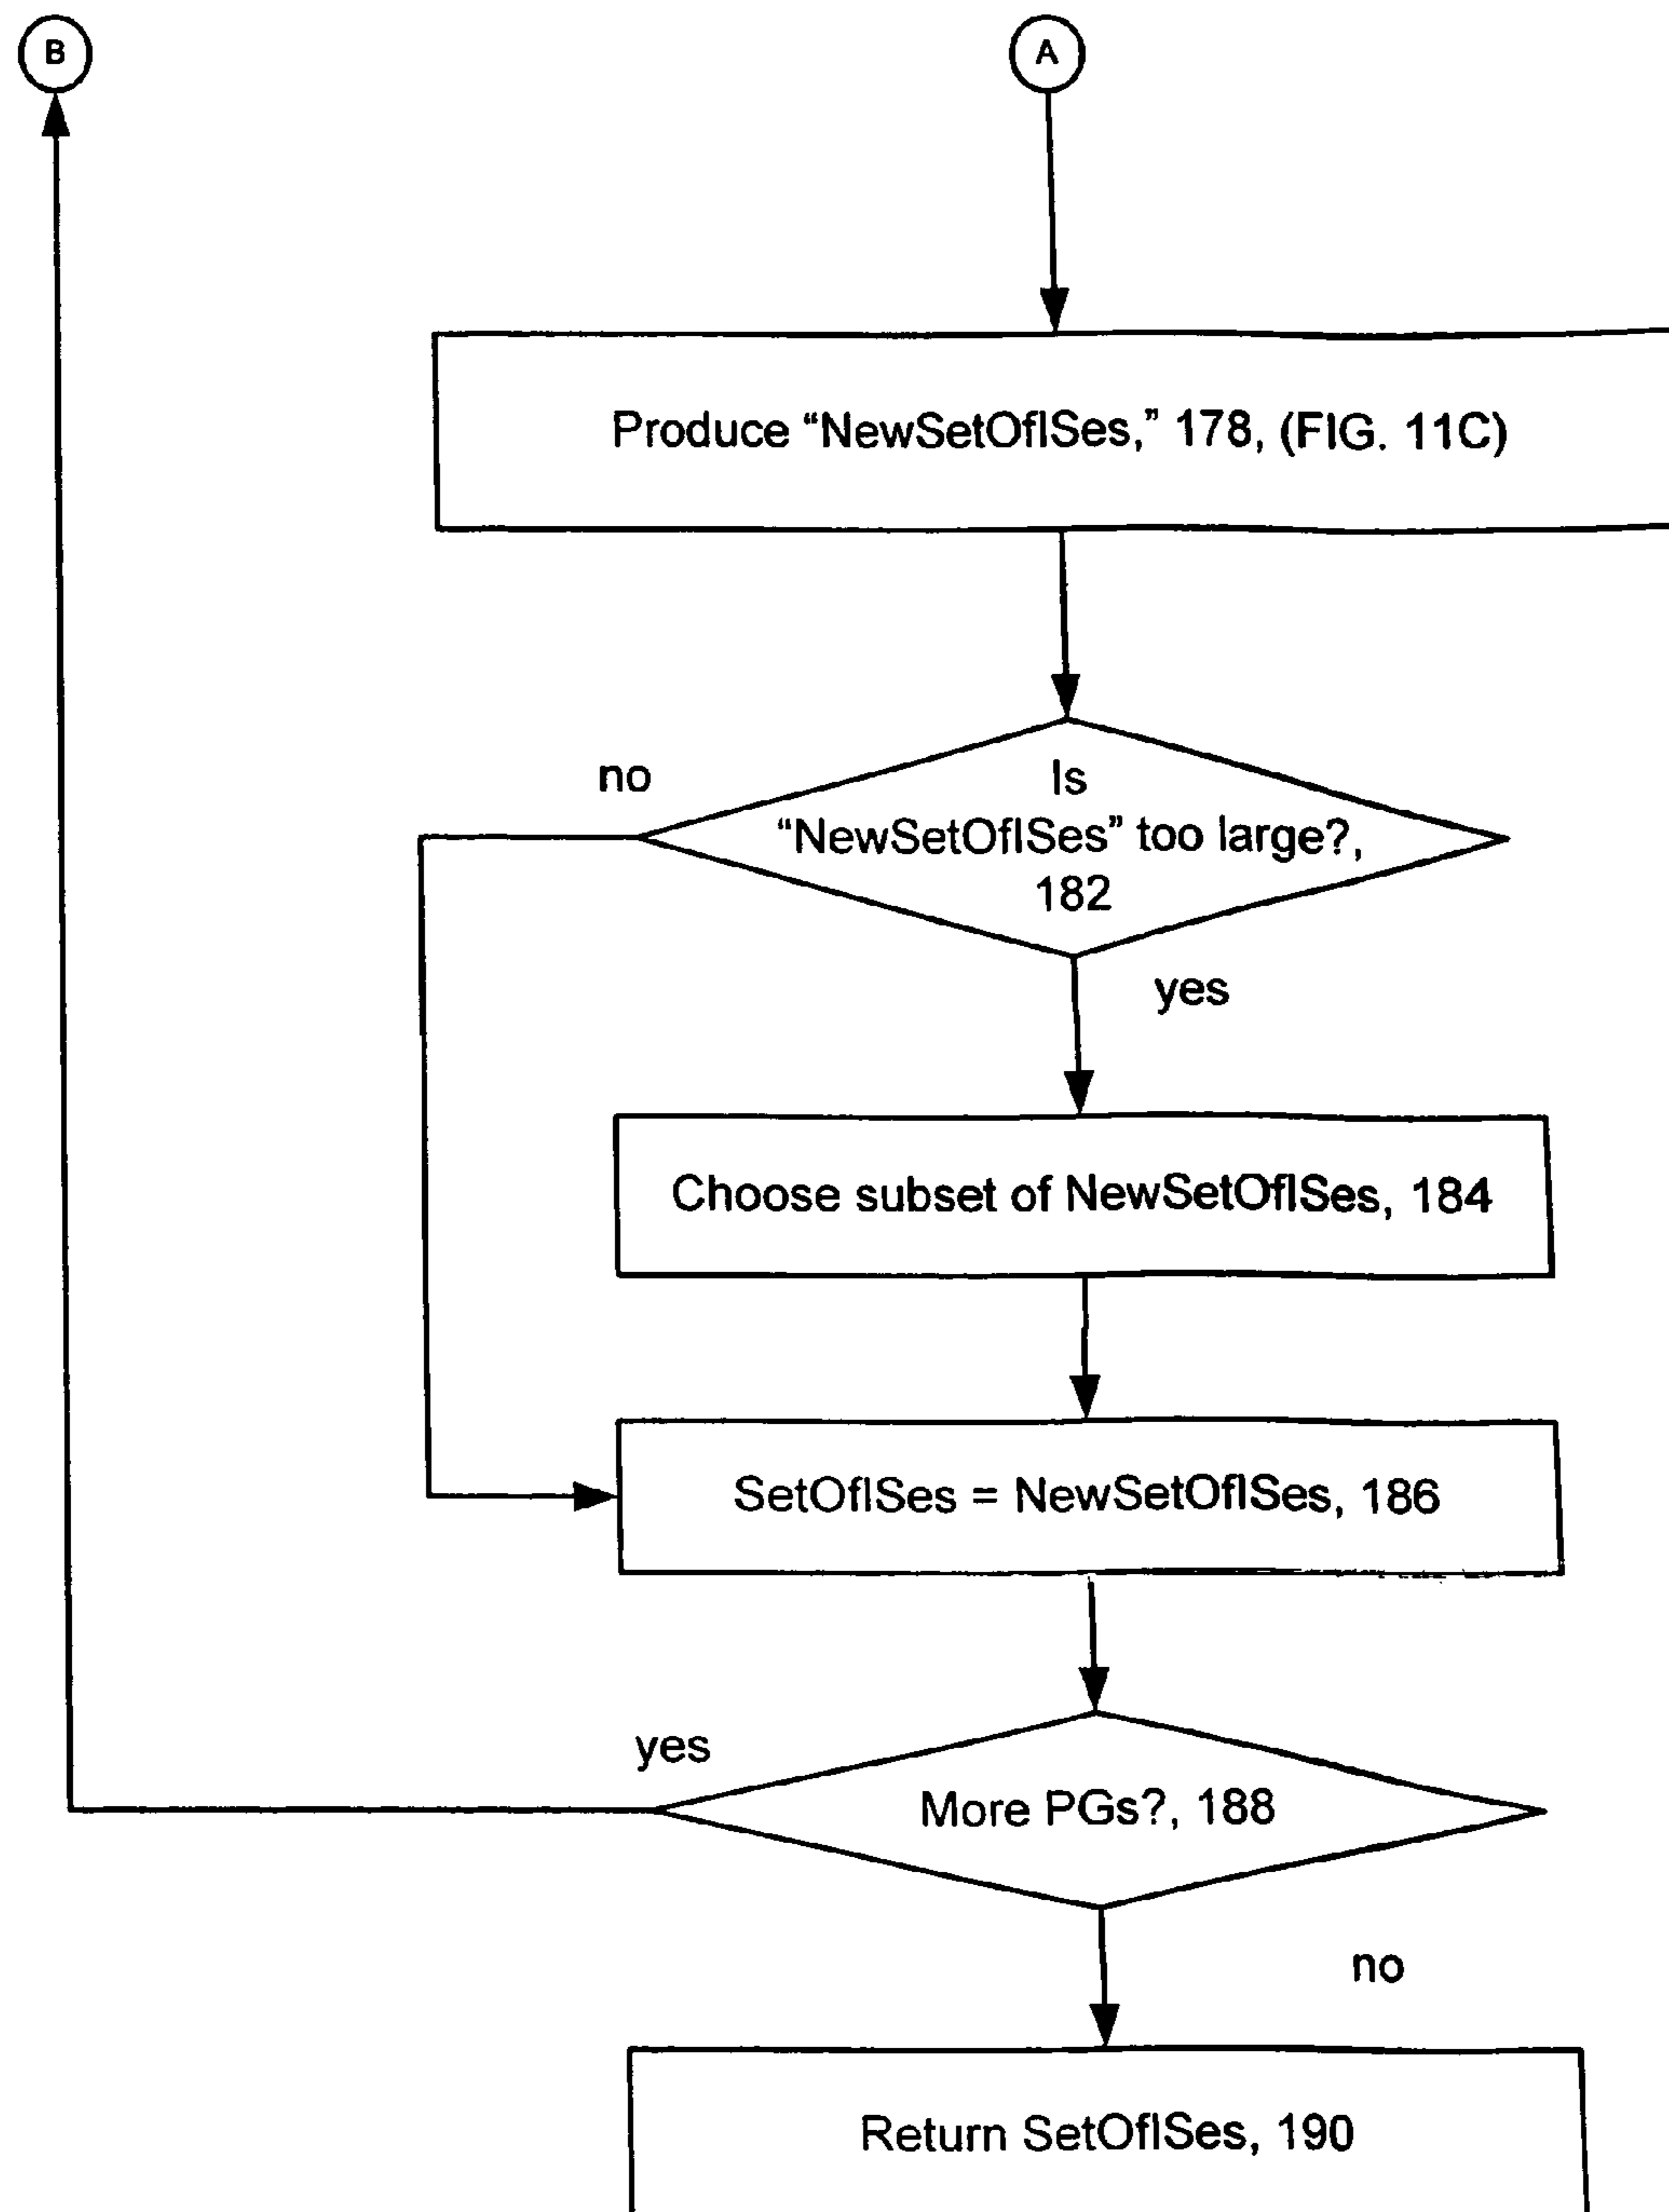 B
A
Produce “NewSetOfISes,” 178, (FIG. 11C)
no
Is
“NewSetOfISes” too large?,
182
yes
Choose subset of NewSetOfISes, 184
SetOfISes = NewSetOfISes, 186
yes
More PGs?, 188
no
Return SetOfISes, 190